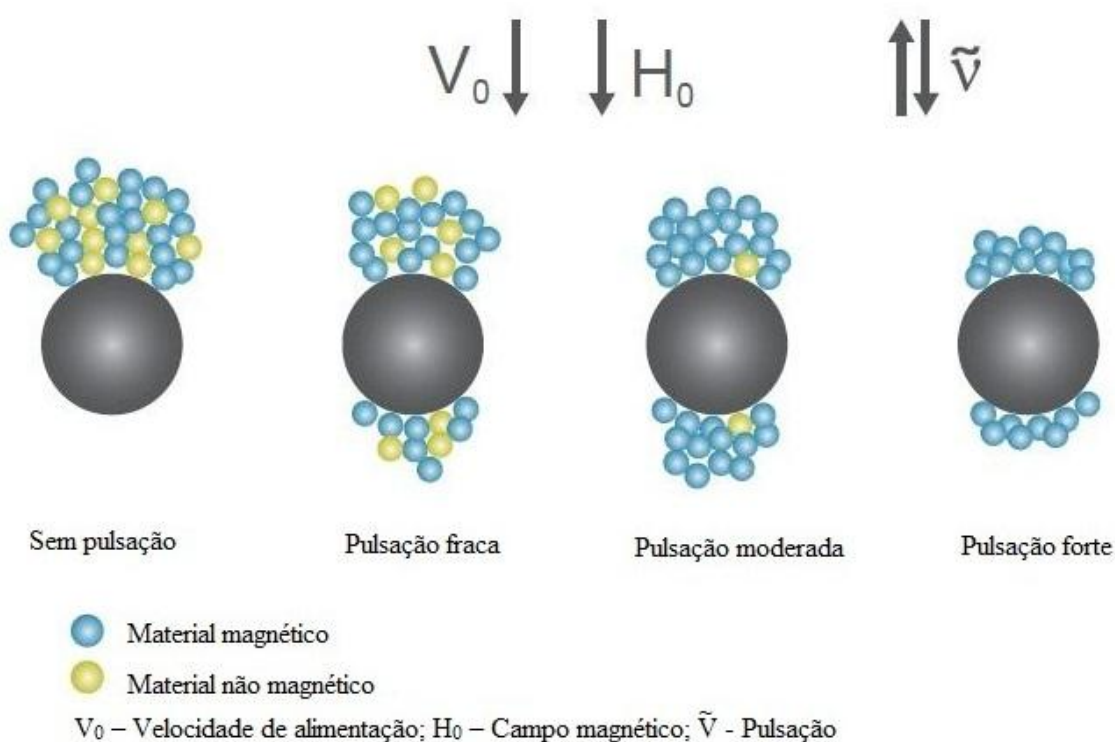 V₀ H₀ ṽ
Sem pulsação Pulsação fraca Pulsação moderada Pulsação forte
Material magnético
Material não magnético
V₀ – Velocidade de alimentação; H₀ – Campo magnético; Ṽ - Pulsação